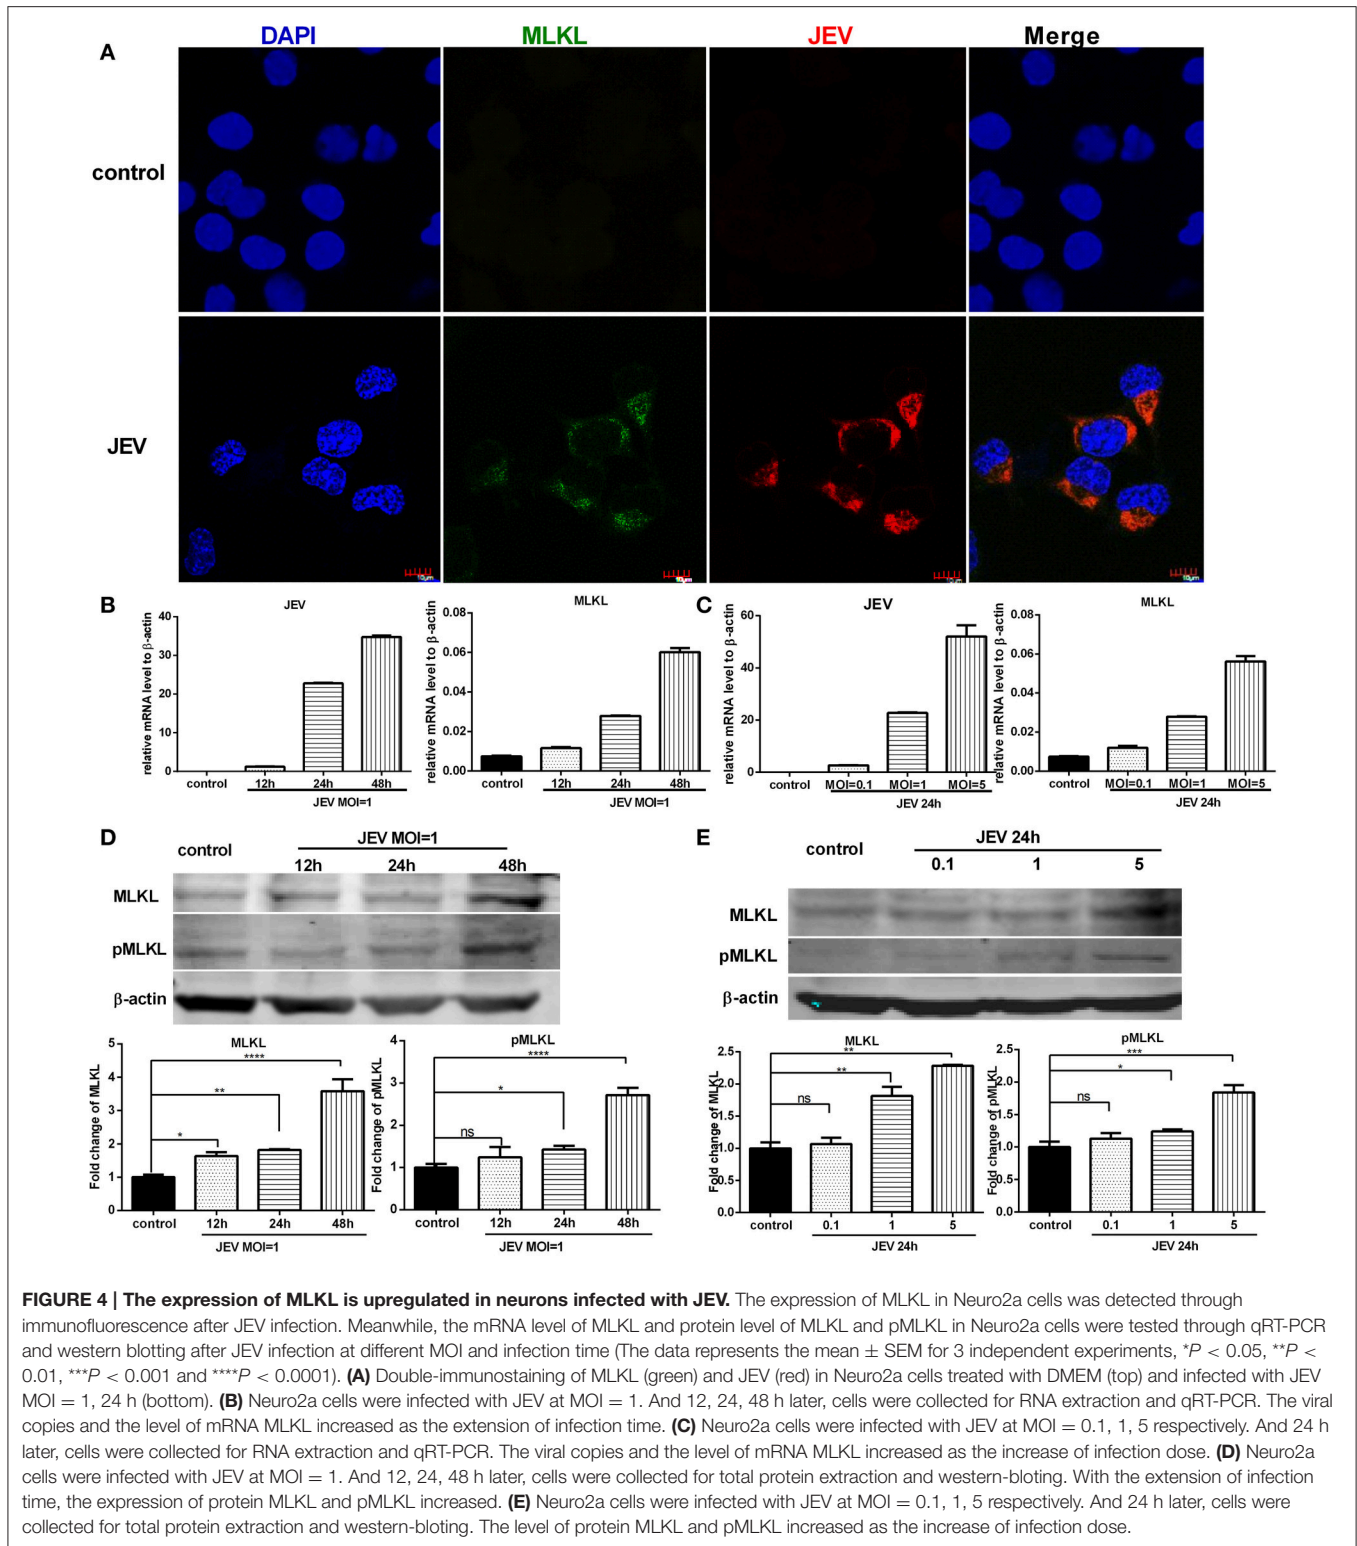 DAPI MLKL JEV Merge
A
control
JEV
10μm 10μm 10μm
B
JEV
relative mRNA level to β-actin
40
30
20
10
0
control 12h 24h 48h
JEV MOI=1
MLKL
relative mRNA level to β-actin
0.08
0.06
0.04
0.02
0.00
control 12h 24h 48h
JEV MOI=1
C
JEV
relative mRNA level to β-actin
60
40
20
0
control MOI=0.1 MOI=1 MOI=5
JEV 24h
MLKL
relative mRNA level to β-actin
0.08
0.06
0.04
0.02
0.00
control MOI=0.1 MOI=1 MOI=5
JEV 24h
D
JEV MOI=1
control 12h 24h 48h
MLKL
pMLKL
β-actin
MLKL
Fold change of MLKL
5
4
3
2
1
0
****
**
*
control 12h 24h 48h
JEV MOI=1
pMLKL
Fold change of pMLKL
4
3
2
1
0
****
*
ns
control 12h 24h 48h
JEV MOI=1
E
JEV 24h
control 0.1 1 5
MLKL
pMLKL
β-actin
MLKL
Fold change of MLKL
2.5
2.0
1.5
1.0
0.5
0.0
**
**
ns
control 0.1 1 5
JEV 24h
pMLKL
Fold change of pMLKL
2.5
2.0
1.5
1.0
0.5
0.0
***
*
ns
control 0.1 1 5
JEV 24h
FIGURE 4 | The expression of MLKL is upregulated in neurons infected with JEV. The expression of MLKL in Neuro2a cells was detected through
immunofluorescence after JEV infection. Meanwhile, the mRNA level of MLKL and protein level of MLKL and pMLKL in Neuro2a cells were tested through qRT-PCR
and western blotting after JEV infection at different MOI and infection time (The data represents the mean ± SEM for 3 independent experiments, *P < 0.05, **P <
0.01, ***P < 0.001 and ****P < 0.0001). (A) Double-immunostaining of MLKL (green) and JEV (red) in Neuro2a cells treated with DMEM (top) and infected with JEV
MOI = 1, 24 h (bottom). (B) Neuro2a cells were infected with JEV at MOI = 1. And 12, 24, 48 h later, cells were collected for RNA extraction and qRT-PCR. The viral
copies and the level of mRNA MLKL increased as the extension of infection time. (C) Neuro2a cells were infected with JEV at MOI = 0.1, 1, 5 respectively. And 24 h
later, cells were collected for RNA extraction and qRT-PCR. The viral copies and the level of mRNA MLKL increased as the increase of infection dose. (D) Neuro2a
cells were infected with JEV at MOI = 1. And 12, 24, 48 h later, cells were collected for total protein extraction and western-bloting. With the extension of infection
time, the expression of protein MLKL and pMLKL increased. (E) Neuro2a cells were infected with JEV at MOI = 0.1, 1, 5 respectively. And 24 h later, cells were
collected for total protein extraction and western-bloting. The level of protein MLKL and pMLKL increased as the increase of infection dose.